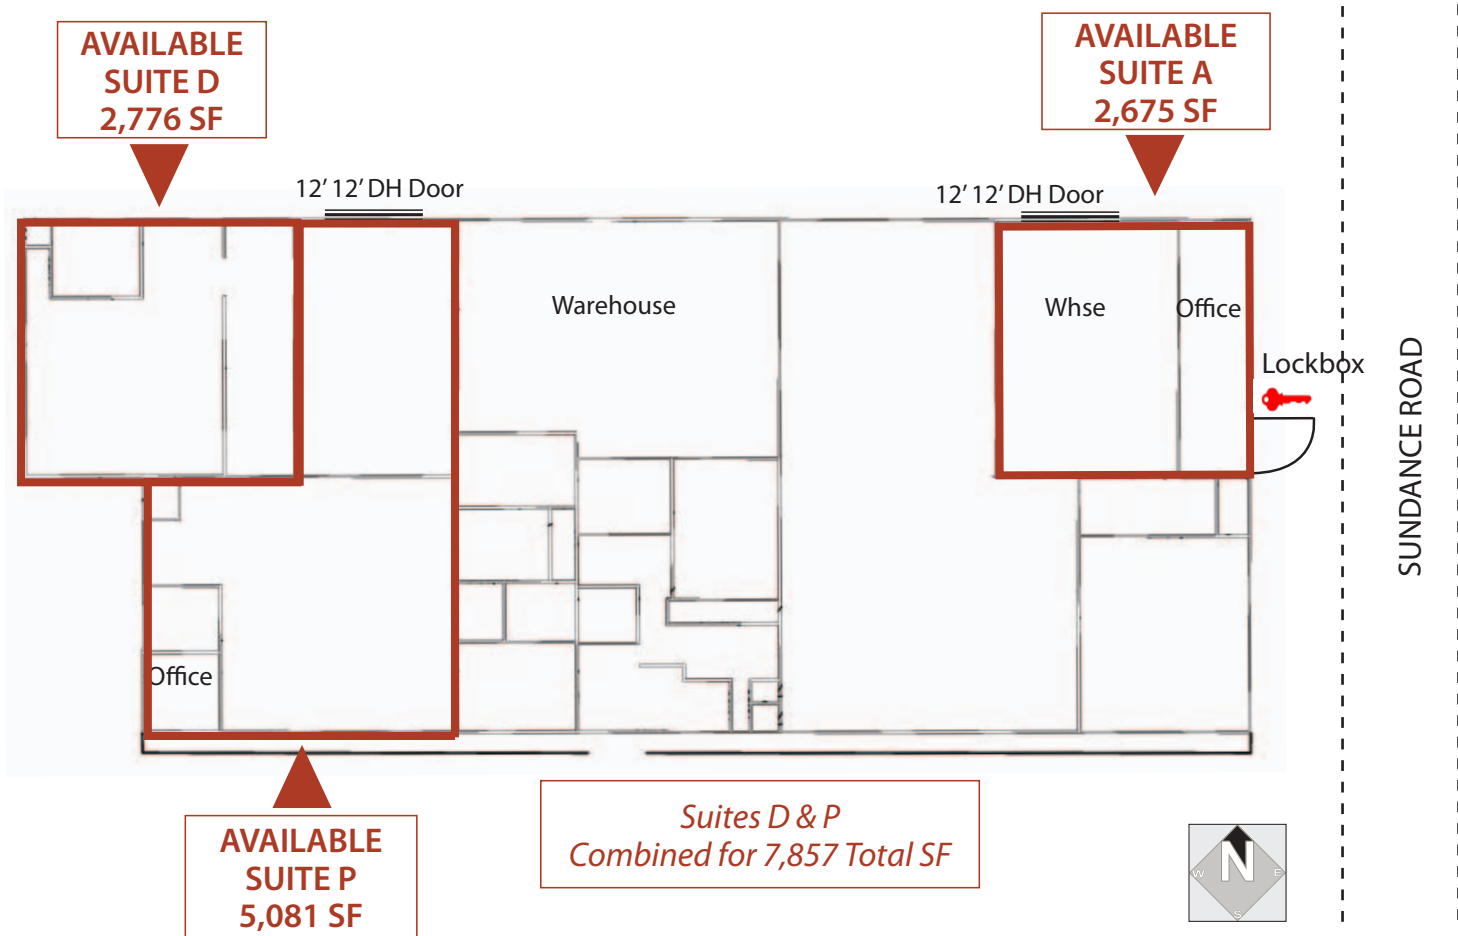 AVAILABLE
SUITE D
2,776 SF
AVAILABLE
SUITE A
2,675 SF
12’ 12’ DH Door
12’ 12’ DH Door
Warehouse
Whse
Office
Lockbox
SUNDANCE ROAD
Office
AVAILABLE
SUITE P
5,081 SF
Suites D & P
Combined for 7,857 Total SF
N
W
E
S